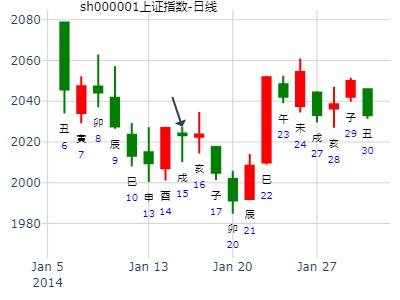 sh000001上证指数-日线
2080
2060
2040
2020
2000
1980
丑
6
寅
7
卯
8
辰
9
巳
10
申
13
酉
14
戌
15
亥
16
子
17
卯
20
辰
21
巳
22
午
23
未
24
戌
27
亥
28
子
29
丑
30
Jan 5
2014
Jan 13
Jan 20
Jan 27